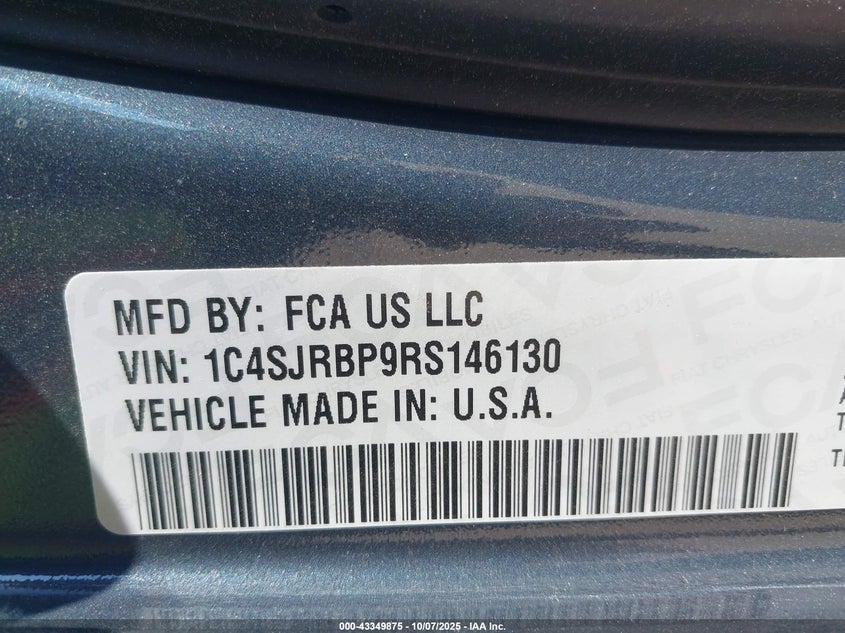 MFD BY: FCA US LLC
VIN: 1C4SJRBP9RS146130
VEHICLE MADE IN: U.S.A.
000-43349875 - 10/07/2025 - IAA Inc.